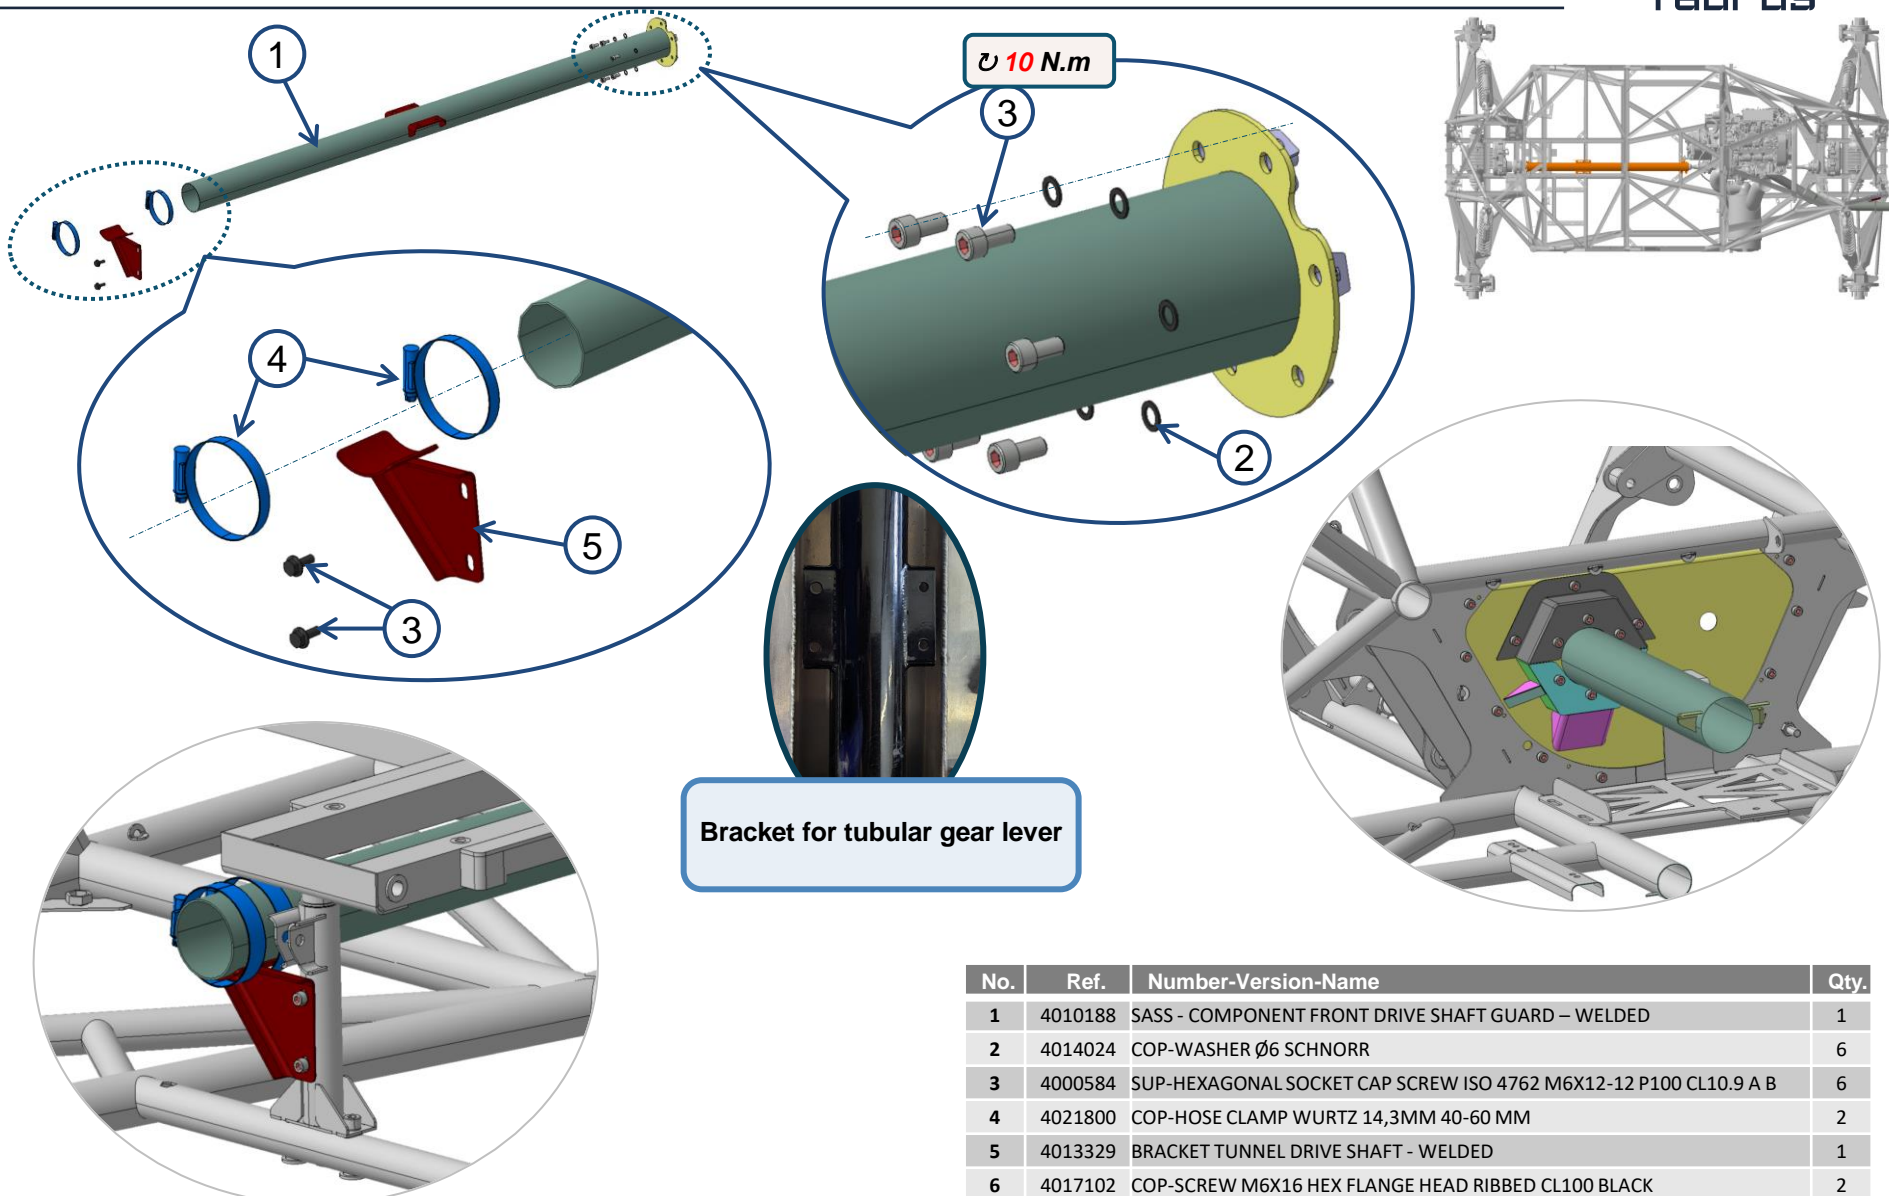 Taurus
1
↻ 10 N.m
3
4
2
5
3
Bracket for tubular gear lever
No. Ref. Number-Version-Name Qty.
1 4010188 SASS - COMPONENT FRONT DRIVE SHAFT GUARD – WELDED 1
2 4014024 COP-WASHER Ø6 SCHNORR 6
3 4000584 SUP-HEXAGONAL SOCKET CAP SCREW ISO 4762 M6X12-12 P100 CL10.9 A B 6
4 4021800 COP-HOSE CLAMP WURTZ 14,3MM 40-60 MM 2
5 4013329 BRACKET TUNNEL DRIVE SHAFT - WELDED 1
6 4017102 COP-SCREW M6X16 HEX FLANGE HEAD RIBBED CL100 BLACK 2